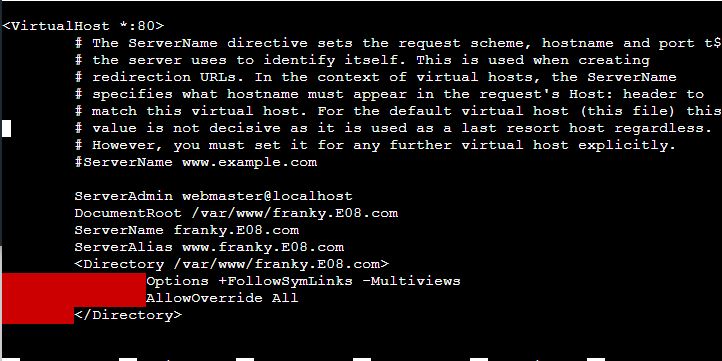 <VirtualHost *:80>
# The ServerName directive sets the request scheme, hostname and port t$
# the server uses to identify itself. This is used when creating
# redirection URLs. In the context of virtual hosts, the ServerName
# specifies what hostname must appear in the request's Host: header to
# match this virtual host. For the default virtual host (this file) this
# value is not decisive as it is used as a last resort host regardless.
# However, you must set it for any further virtual host explicitly.
#ServerName www.example.com
ServerAdmin webmaster@localhost
DocumentRoot /var/www/franky.E08.com
ServerName franky.E08.com
ServerAlias www.franky.E08.com
<Directory /var/www/franky.E08.com>
Options +FollowSymLinks -Multiviews
AllowOverride All
</Directory>